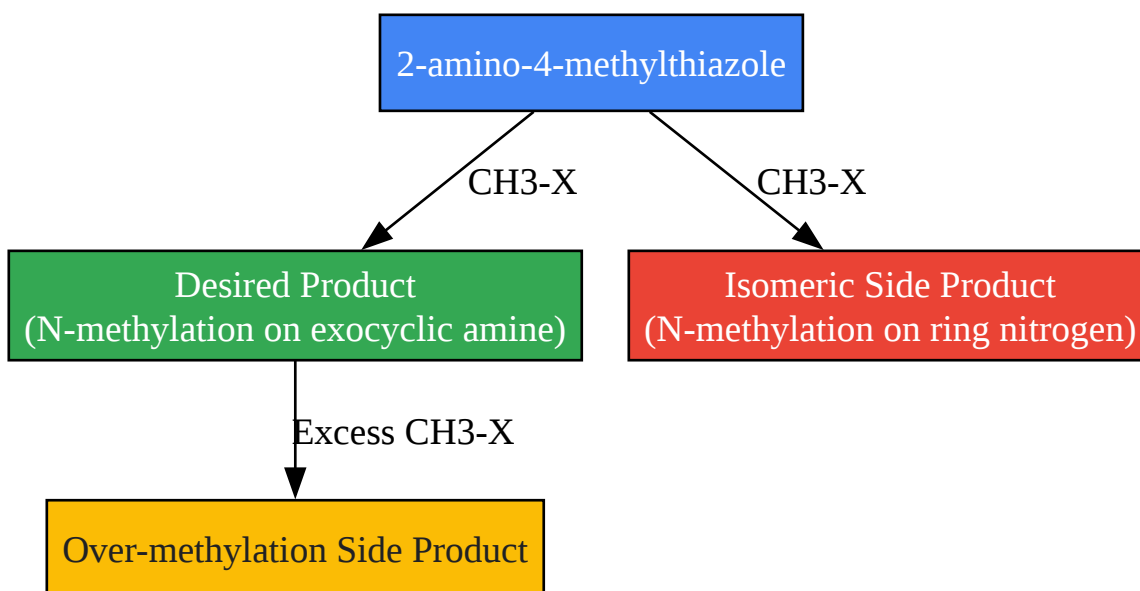 2-amino-4-methylthiazole
CH3-X
CH3-X
Desired Product
(N-methylation on exocyclic amine)
Isomeric Side Product
(N-methylation on ring nitrogen)
Excess CH3-X
Over-methylation Side Product